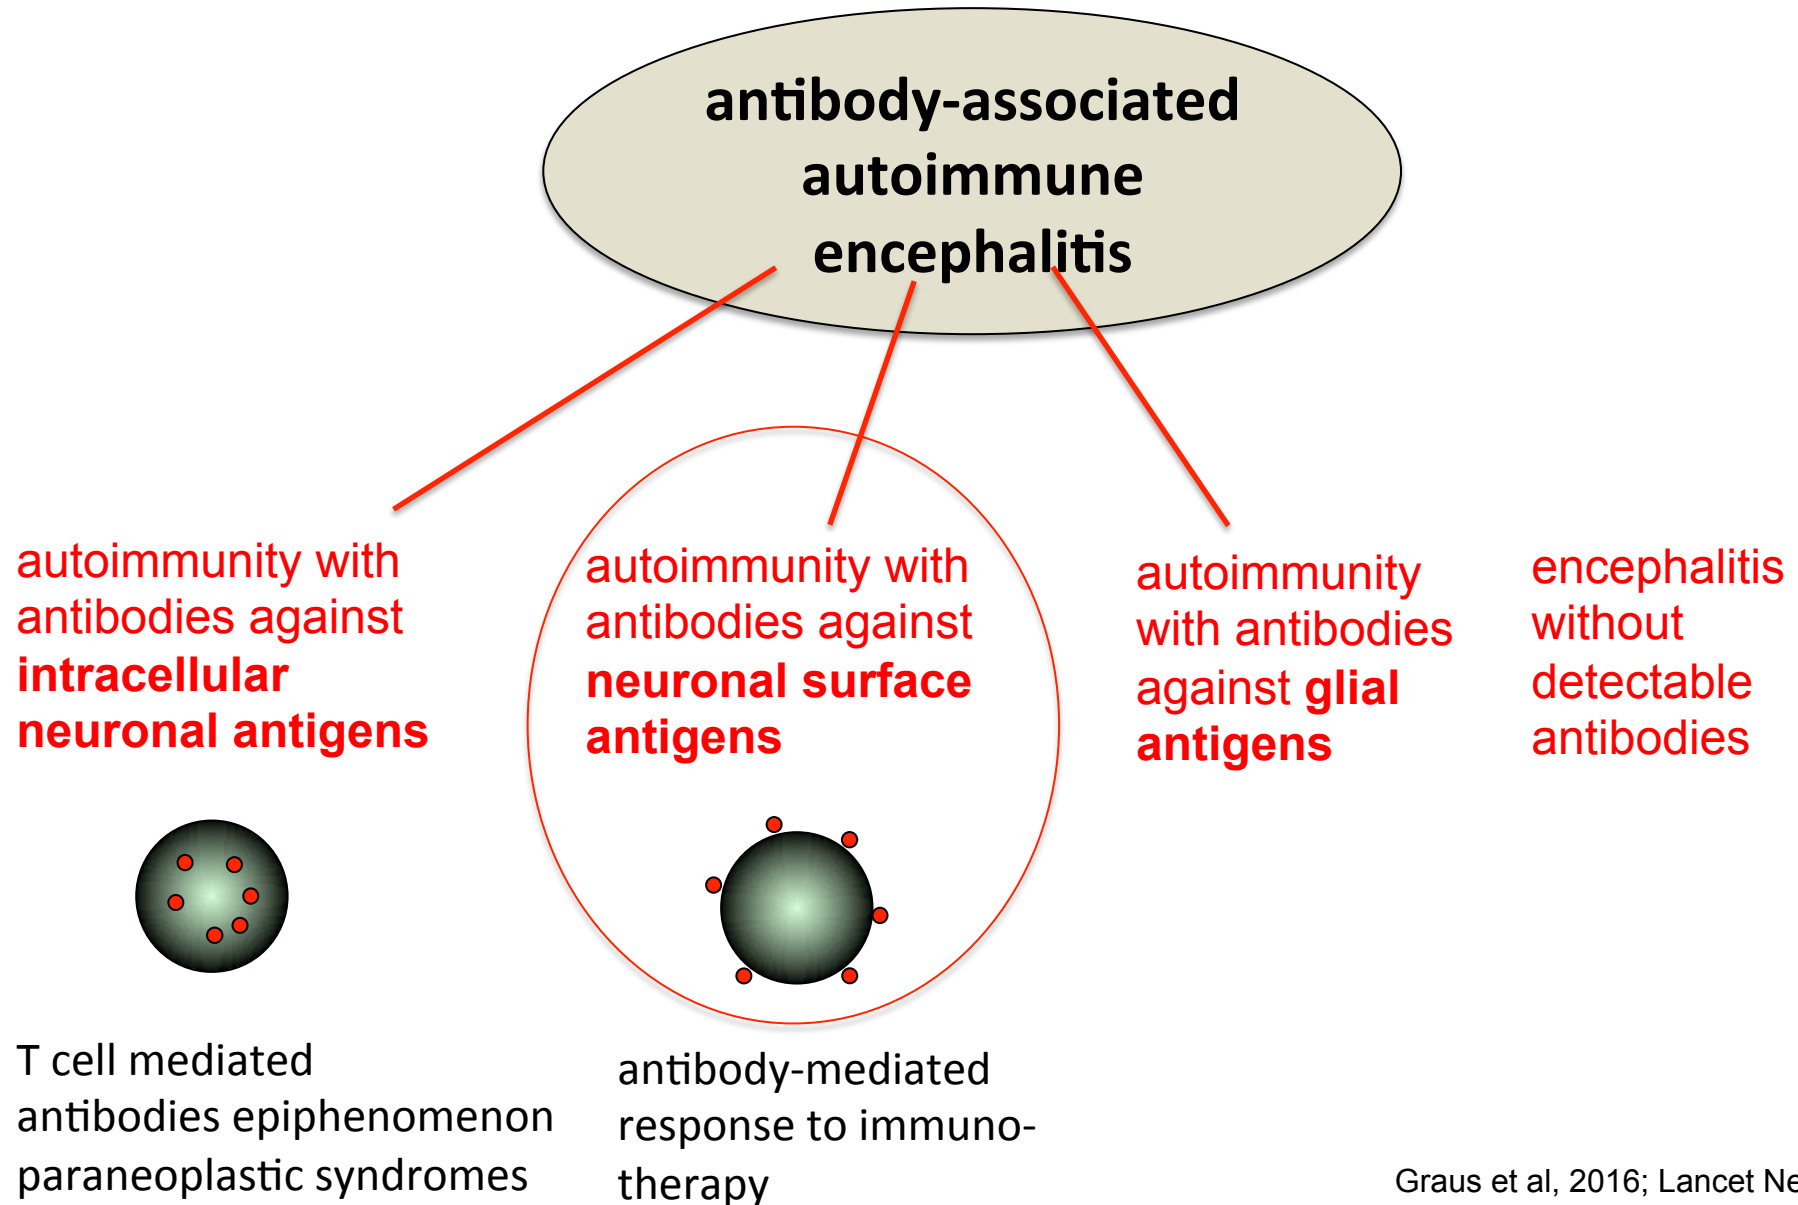 antibody-associated
autoimmune
encephalitis
autoimmunity with
antibodies against
intracellular
neuronal antigens
autoimmunity with
antibodies against
neuronal surface
antigens
autoimmunity
with antibodies
against glial
antigens
encephalitis
without
detectable
antibodies
T cell mediated
antibodies epiphenomenon
paraneoplastic syndromes
antibody-mediated
response to immuno-
therapy
Graus et al, 2016; Lancet Ne